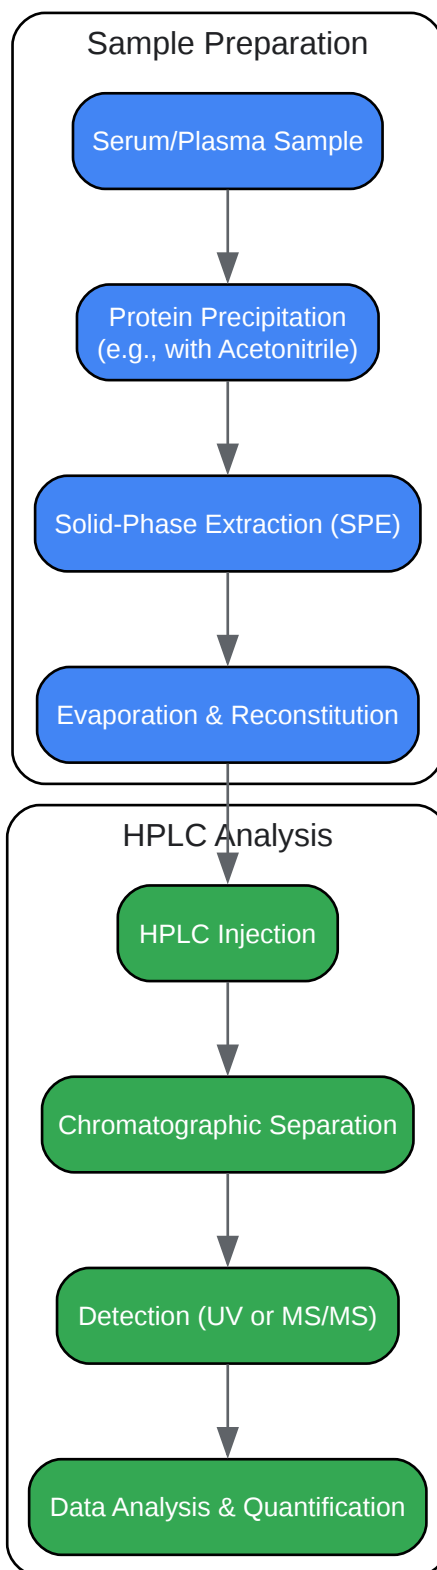 Sample Preparation
Serum/Plasma Sample
Protein Precipitation
(e.g., with Acetonitrile)
Solid-Phase Extraction (SPE)
Evaporation & Reconstitution
HPLC Analysis
HPLC Injection
Chromatographic Separation
Detection (UV or MS/MS)
Data Analysis & Quantification